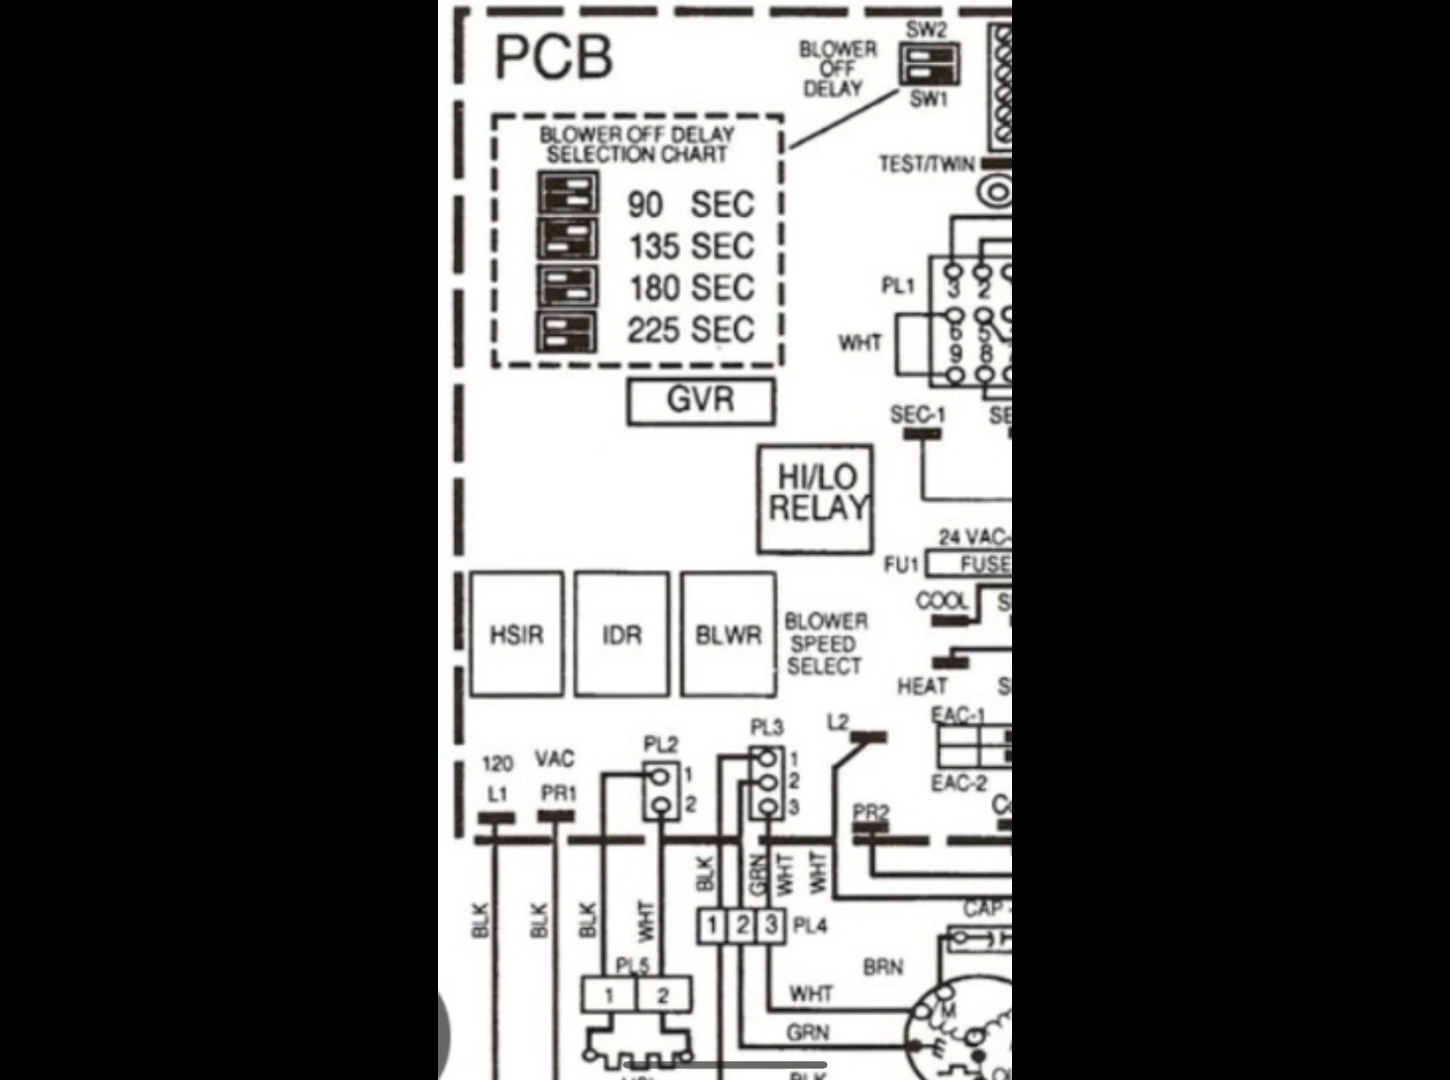 PCB
SW2
BLOWER
OFF
DELAY
SW1
BLOWER OFF DELAY
SELECTION CHART
90 SEC
135 SEC
180 SEC
225 SEC
TEST/TWIN
PL1
3 2
6 5
9 8
WHT
GVR
SEC-1
HI/LO
RELAY
24 VAC-
FU1
FUSE
COOL
HSIR
IDR
BLWR
BLOWER
SPEED
SELECT
HEAT
EAC-1
EAC-2
L2
PL3
1
2
3
PL2
1
2
120 VAC
L1
PR1
PR2
BLK
BLK
BLK
WHT
BLK
GRN
WHT
WHT
1 2 3
PL4
CAP -
BRN
PL5
1 2
WHT
GRN
M